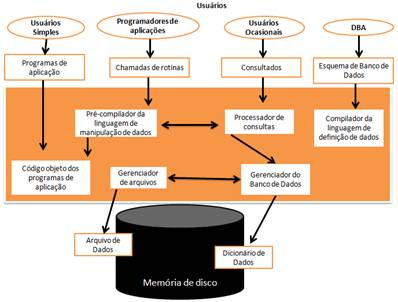 Usuários
Usuários
Simples
Programadores de
aplicações
Usuários
Ocasionais
DBA
Programas de
aplicação
Chamadas de rotinas
Consultados
Esquema de Banco de
Dados
Pré-compilador da
linguagem de
manipulação de dados
Processador de
consultas
Compilador da
linguagem de
definição de dados
Código objeto dos
programas de
aplicação
Gerenciador
de arquivos
Gerenciador do
Banco de Dados
Arquivo de
Dados
Dicionário de
Dados
Memória de disco